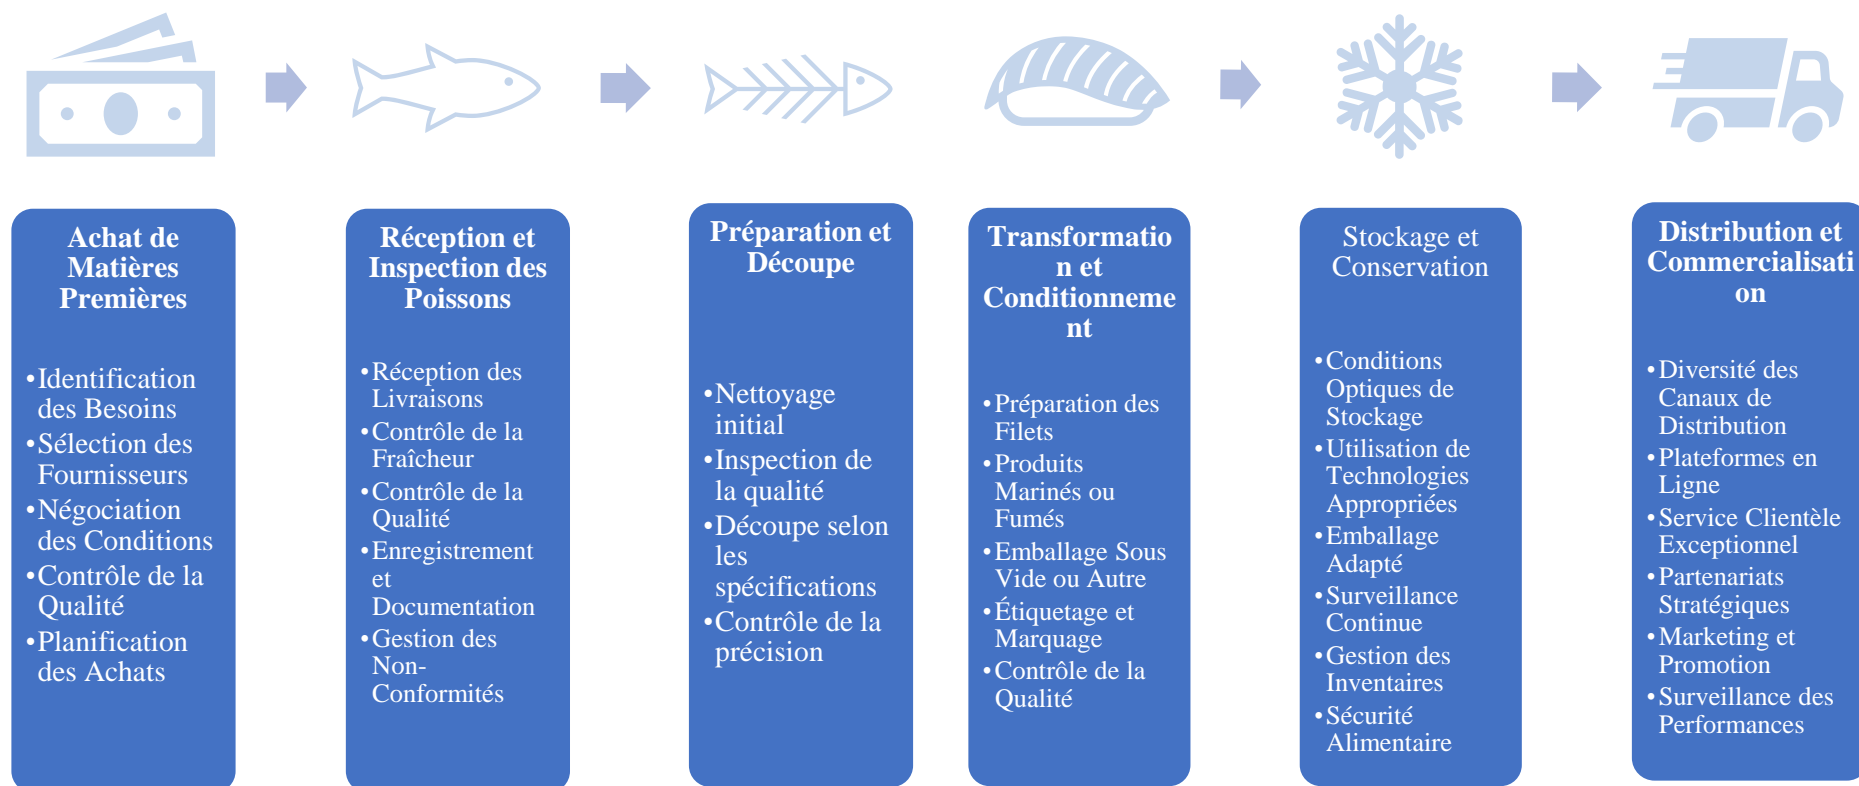 Achat de
Matières
Premières
•Identification
des Besoins
•Sélection des
Fournisseurs
•Négociation
des Conditions
•Contrôle de la
Qualité
•Planification
des Achats
Réception et
Inspection des
Poissons
•Réception des
Livraisons
•Contrôle de la
Fraîcheur
•Contrôle de la
Qualité
•Enregistrement
et
Documentation
•Gestion des
Non-
Conformités
Préparation et
Découpe
•Nettoyage
initial
•Inspection de
la qualité
•Découpe selon
les
spécifications
•Contrôle de la
précision
Transformatio
n et
Conditionneme
nt
•Préparation des
Filets
•Produits
Marinés ou
Fumés
•Emballage Sous
Vide ou Autre
•Étiquetage et
Marquage
•Contrôle de la
Qualité
Stockage et
Conservation
•Conditions
Optiques de
Stockage
•Utilisation de
Technologies
Appropriées
•Emballage
Adapté
•Surveillance
Continue
•Gestion des
Inventaires
•Sécurité
Alimentaire
Distribution et
Commercialisati
on
•Diversité des
Canaux de
Distribution
•Plateformes en
Ligne
•Service Clientèle
Exceptionnel
•Partenariats
Stratégiques
•Marketing et
Promotion
•Surveillance des
Performances